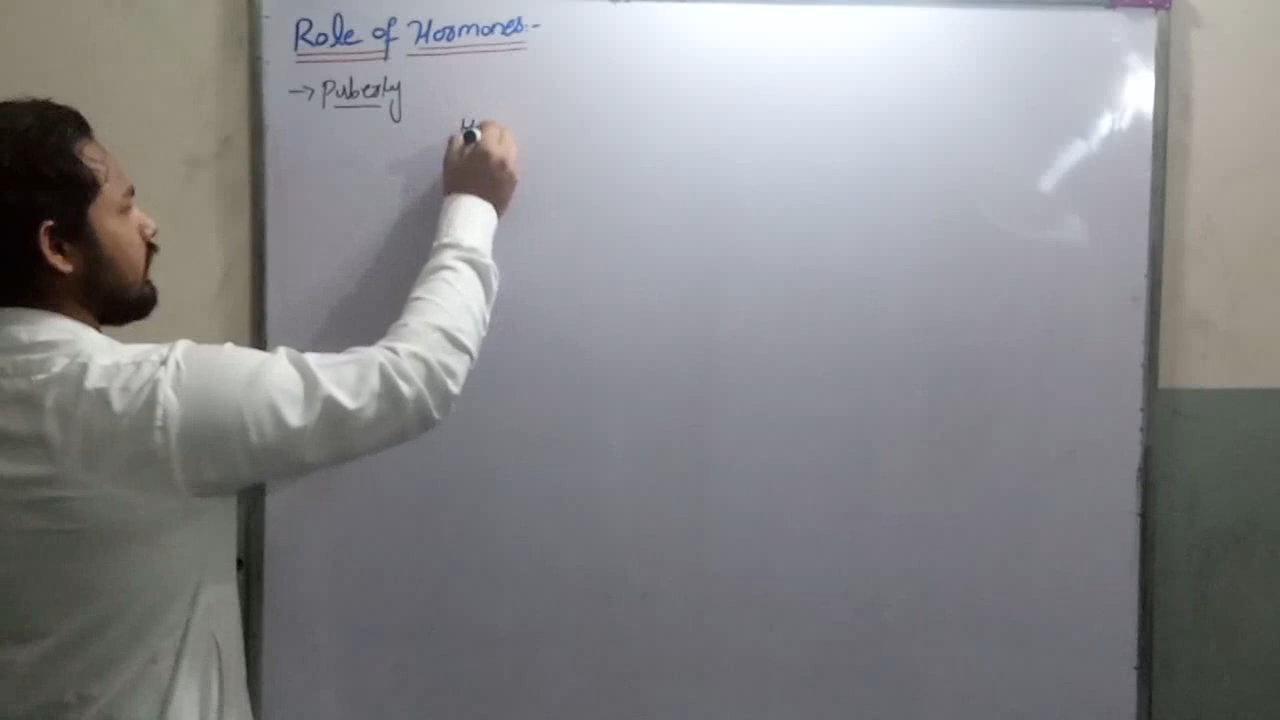 Role of Hormones:-
→ Puberty